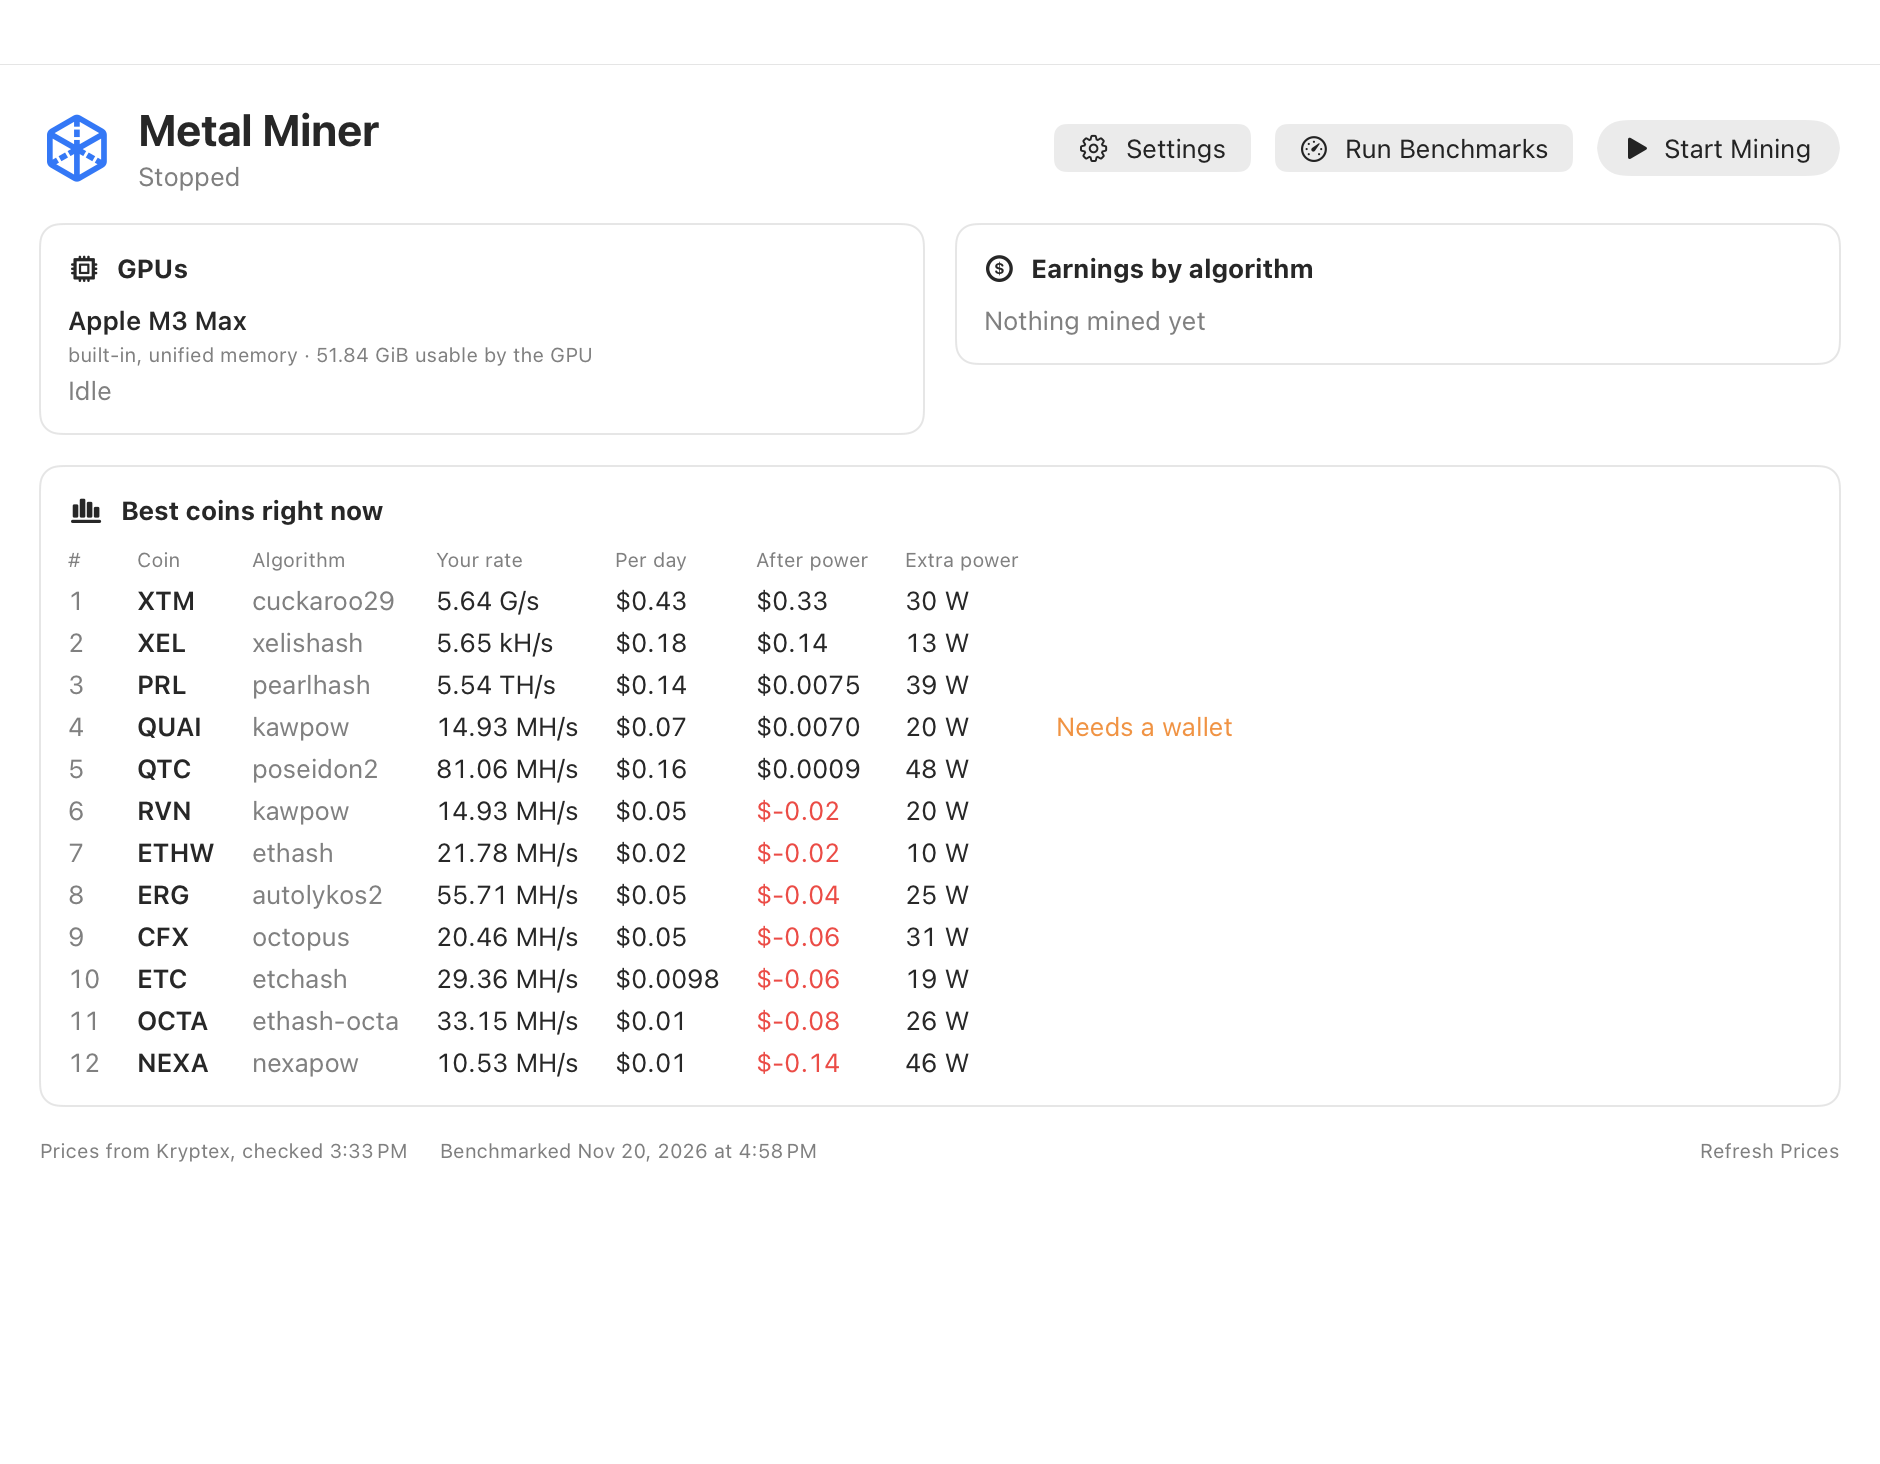 Metal Miner
Stopped
Settings
Run Benchmarks
Start Mining
GPUs
Apple M3 Max
built-in, unified memory · 51.84 GiB usable by the GPU
Idle
Earnings by algorithm
Nothing mined yet
Best coins right now
# Coin Algorithm Your rate Per day After power Extra power
1 XTM cuckaroo29 5.64 G/s $0.43 $0.33 30 W
2 XEL xelishash 5.65 kH/s $0.18 $0.14 13 W
3 PRL pearlhash 5.54 TH/s $0.14 $0.0075 39 W
4 QUAI kawpow 14.93 MH/s $0.07 $0.0070 20 W Needs a wallet
5 QTC poseidon2 81.06 MH/s $0.16 $0.0009 48 W
6 RVN kawpow 14.93 MH/s $0.05 $-0.02 20 W
7 ETHW ethash 21.78 MH/s $0.02 $-0.02 10 W
8 ERG autolykos2 55.71 MH/s $0.05 $-0.04 25 W
9 CFX octopus 20.46 MH/s $0.05 $-0.06 31 W
10 ETC etchash 29.36 MH/s $0.0098 $-0.06 19 W
11 OCTA ethash-octa 33.15 MH/s $0.01 $-0.08 26 W
12 NEXA nexapow 10.53 MH/s $0.01 $-0.14 46 W
Prices from Kryptex, checked 3:33 PM Benchmarked Nov 20, 2026 at 4:58 PM Refresh Prices